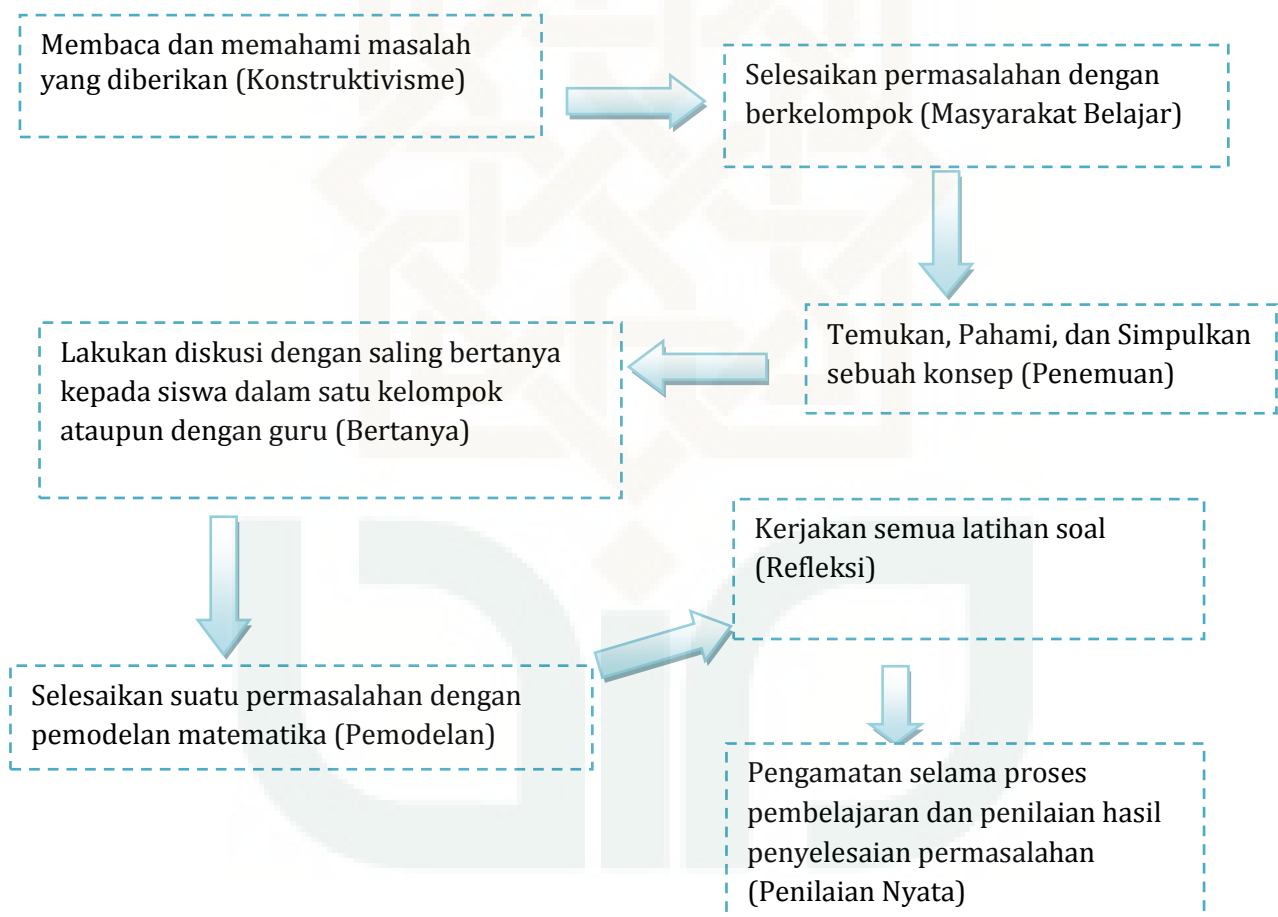 Membaca dan memahami masalah
yang diberikan (Konstruktivisme)
Selesaikan permasalahan dengan
berkelompok (Masyarakat Belajar)
Temukan, Pahami, dan Simpulkan
sebuah konsep (Penemuan)
Lakukan diskusi dengan saling bertanya
kepada siswa dalam satu kelompok
ataupun dengan guru (Bertanya)
Selesaikan suatu permasalahan dengan
pemodelan matematika (Pemodelan)
Kerjakan semua latihan soal
(Refleksi)
Pengamatan selama proses
pembelajaran dan penilaian hasil
penyelesaian permasalahan
(Penilaian Nyata)